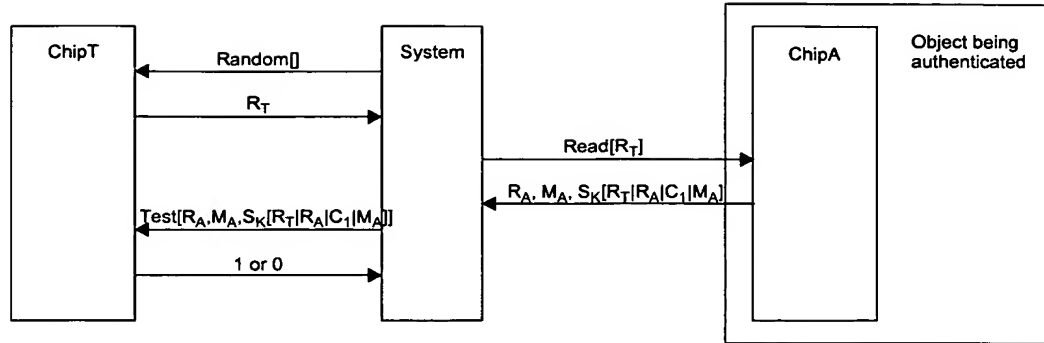 ChipT
System
ChipA
Object being
authenticated
Random[]
R_T
Read[R_T]
R_A, M_A, S_K[R_T|R_A|C_1|M_A]
Test[R_A,M_A,S_K[R_T|R_A|C_1|M_A]]
1 or 0